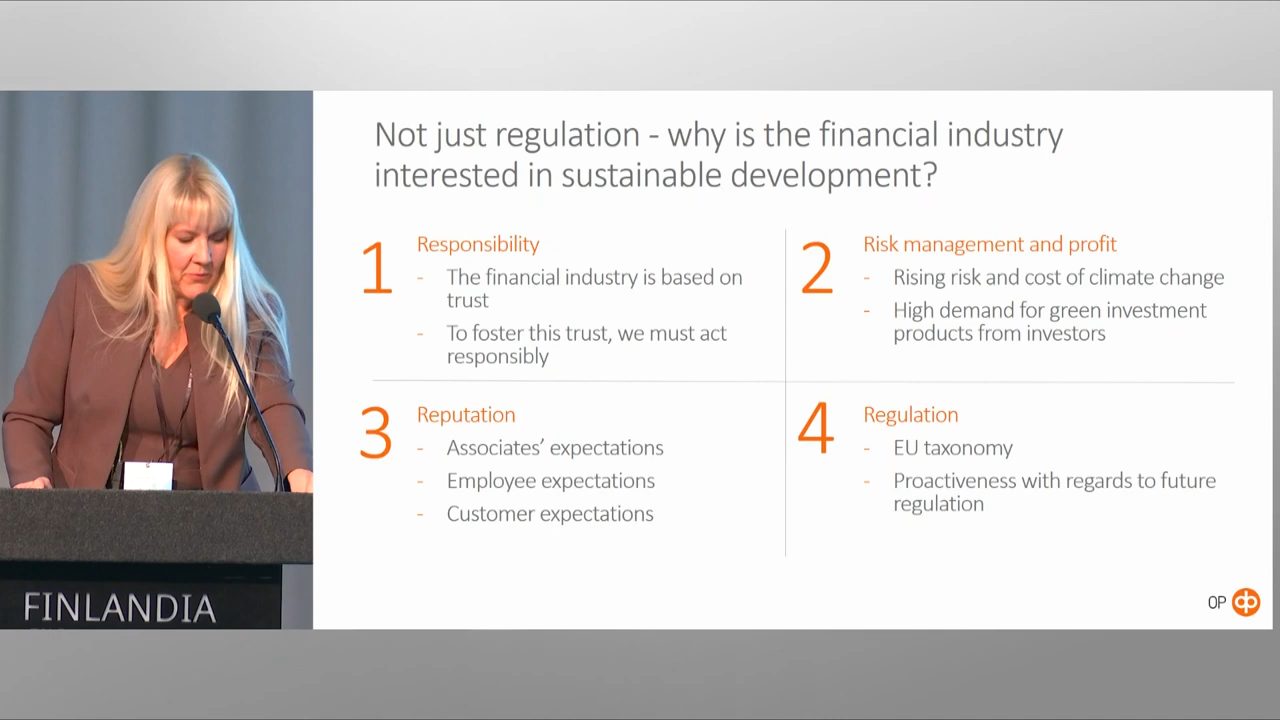 Not just regulation - why is the financial industry
interested in sustainable development?
1
Responsibility
- The financial industry is based on
trust
- To foster this trust, we must act
responsibly
2
Risk management and profit
- Rising risk and cost of climate change
- High demand for green investment
products from investors
3
Reputation
- Associates’ expectations
- Employee expectations
- Customer expectations
4
Regulation
- EU taxonomy
- Proactiveness with regards to future
regulation
OP
FINLANDIA